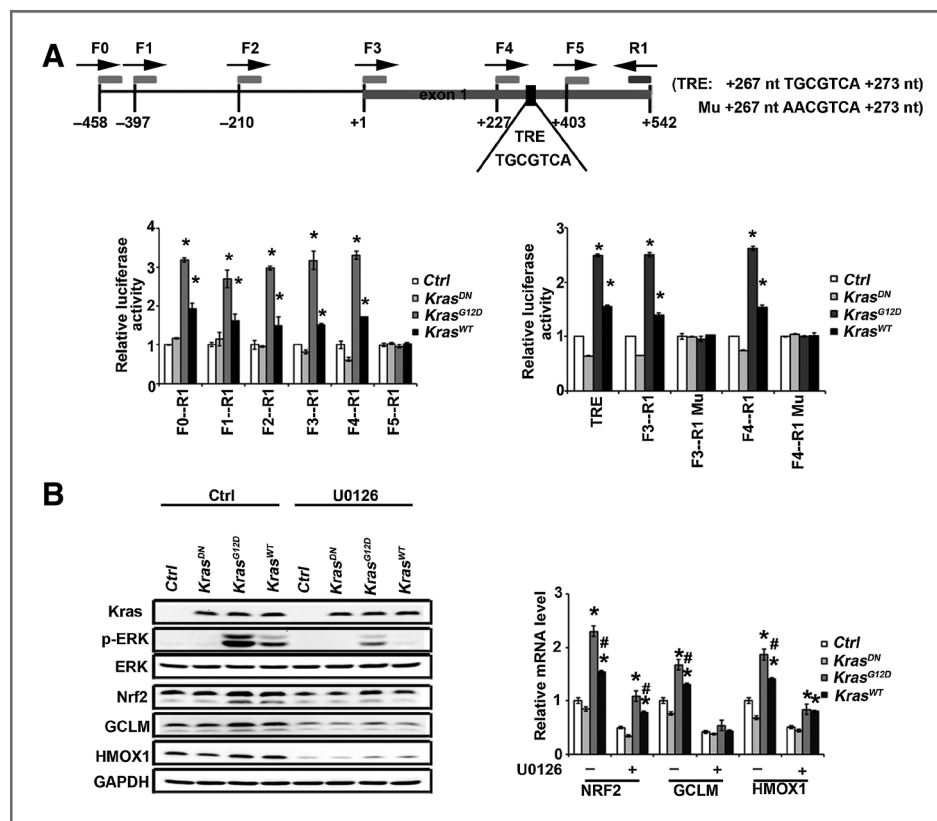 A
F0 F1 F2 F3 F4 F5 R1
exon 1
(TRE: +267 nt TGCGTCA +273 nt)
Mu +267 nt AACGTCA +273 nt)
–458 –397 –210 +1 +227 +403 +542
TRE
TGCGTCA
Relative luciferase activity
4
3
2
1
0
* * * * * * * * * *
Ctrl
Kras^DN
Kras^G12D
Kras^WT
F0--R1 F1--R1 F2--R1 F3--R1 F4--R1 F5--R1
Relative luciferase activity
3
2
1
0
* * * * * *
Ctrl
Kras^DN
Kras^G12D
Kras^WT
TRE F3--R1 F3--R1 Mu F4--R1 F4--R1 Mu
B
Ctrl U0126
Ctrl Kras^DN Kras^G12D Kras^WT Ctrl Kras^DN Kras^G12D Kras^WT
Kras
p-ERK
ERK
Nrf2
GCLM
HMOX1
GAPDH
Relative mRNA level
3
2
1
0
* # * * # * * # * * # * * *
Ctrl
Kras^DN
Kras^G12D
Kras^WT
U0126 – + – + – +
NRF2 GCLM HMOX1